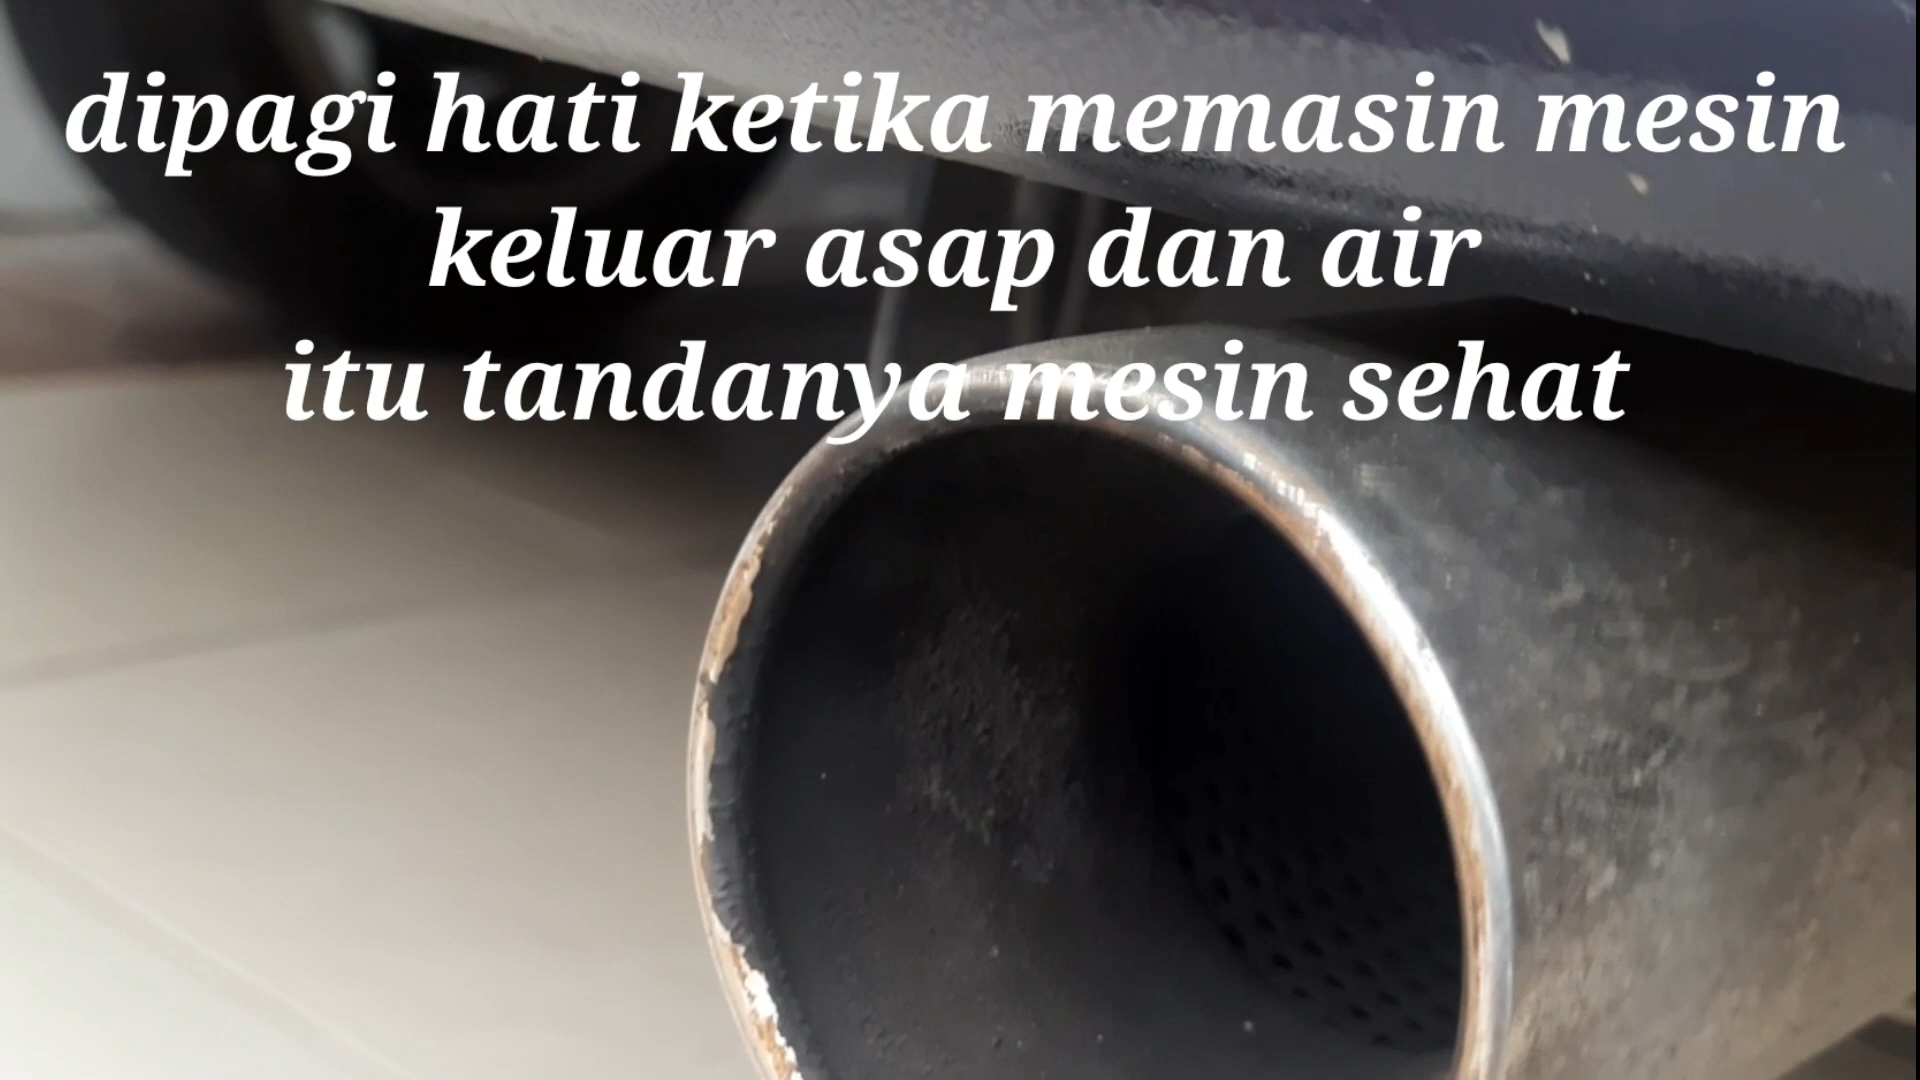 dipagi hati ketika memasin mesin
keluar asap dan air
itu tandanya mesin sehat